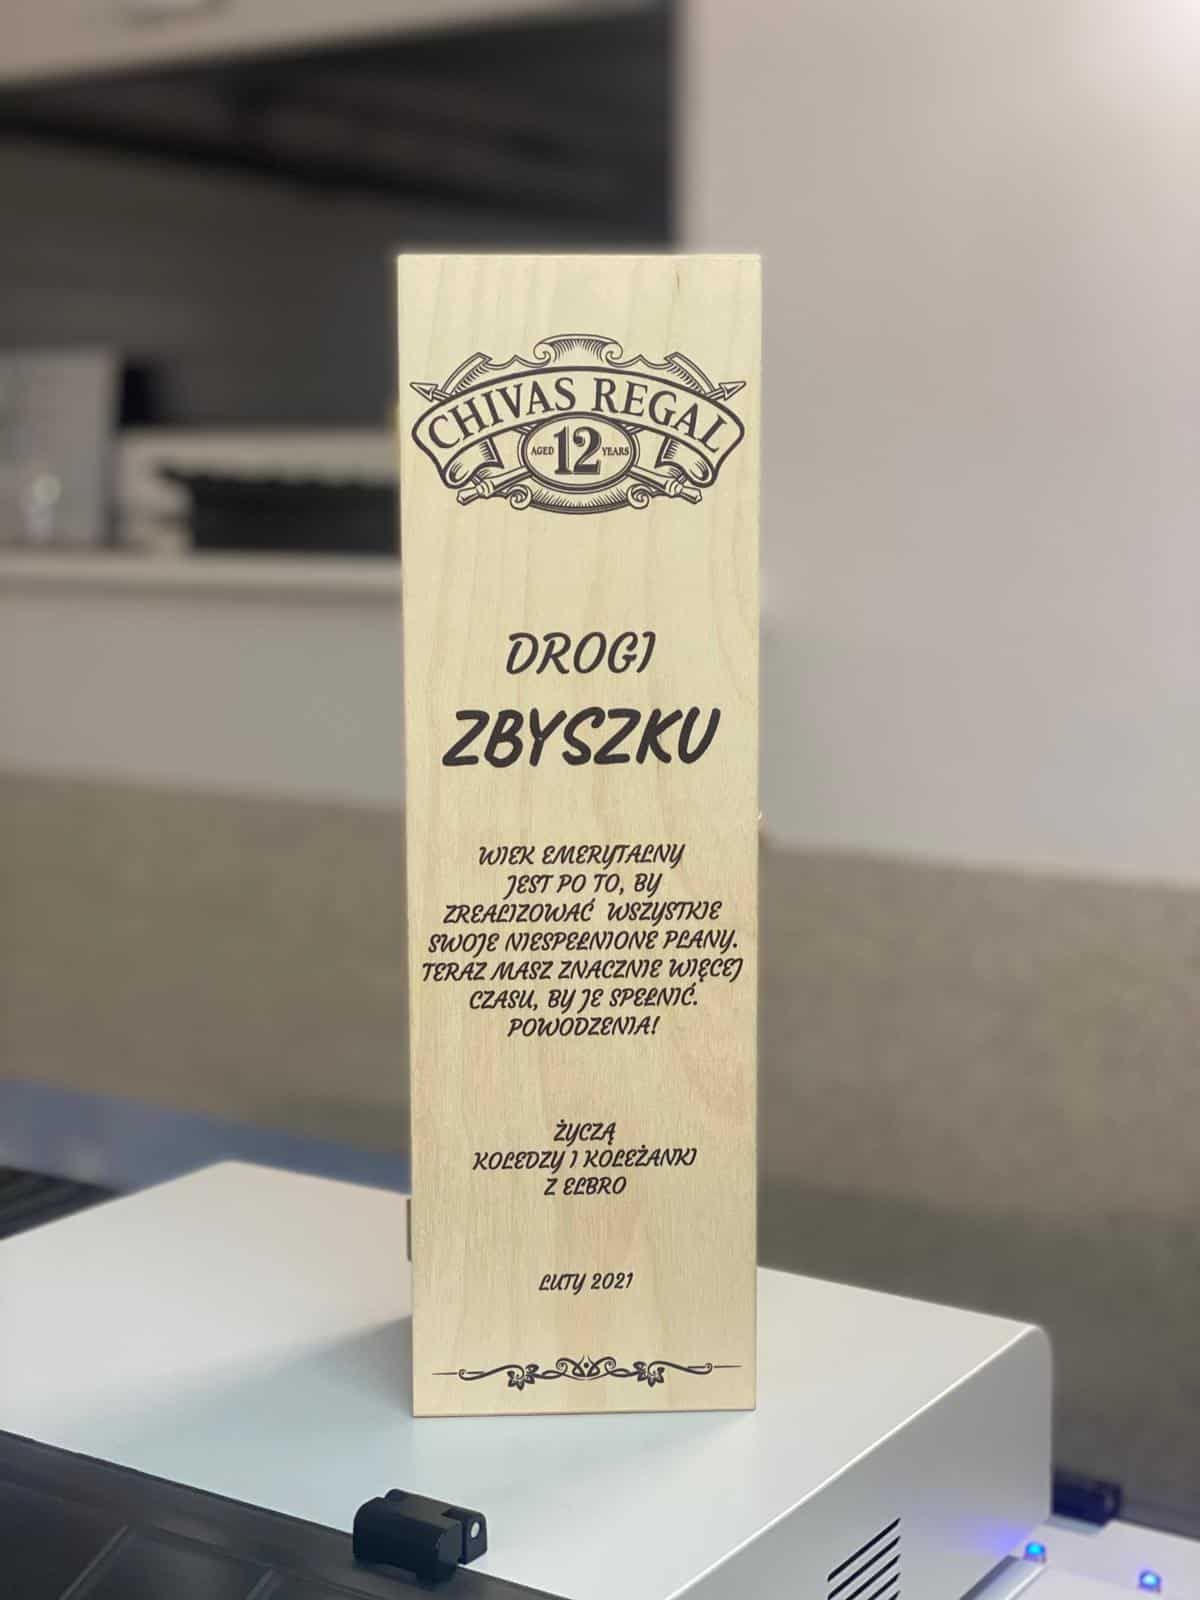 CHIVAS REGAL
AGED 12 YEARS
DROGI
ZBYSZKU
WIEK EMERYTALNY
JEST PO TO, BY
ZREALIZOWAĆ WSZYSTKIE
SWOJE NIESPEŁNIONE PLANY.
TERAZ MASZ ZNACZNIE WIĘCEJ
CZASU, BY JE SPEŁNIĆ.
POWODZENIA!
ŻYCZĄ
KOLEDZY I KOLEŻANKI
Z ELBRO
LUTY 2021